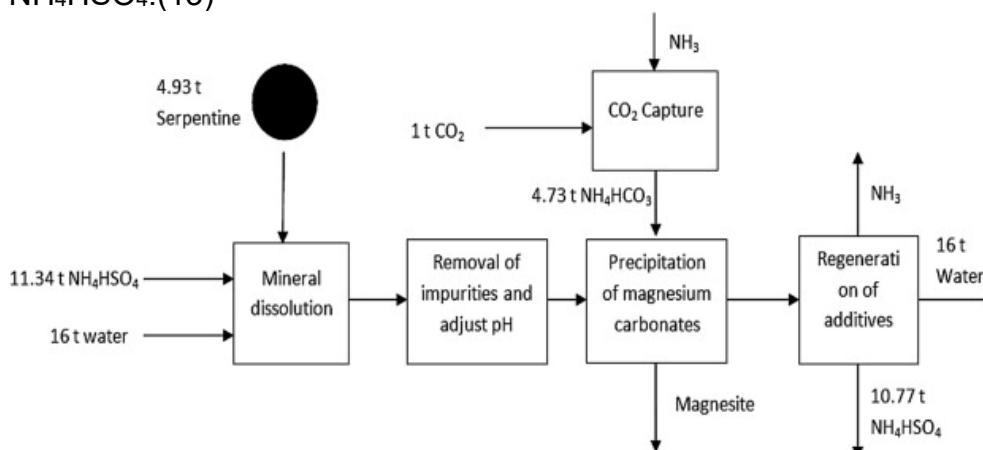 NH₄HSO₄.(16)
4.93 t
Serpentine
NH₃
CO₂ Capture
1 t CO₂
4.73 t NH₄HCO₃
NH₃
11.34 t NH₄HSO₄
16 t water
Mineral
dissolution
Removal of
impurities and
adjust pH
Precipitation
of magnesium
carbonates
Regenerati
on of
additives
16 t
Water
Magnesite
10.77 t
NH₄HSO₄